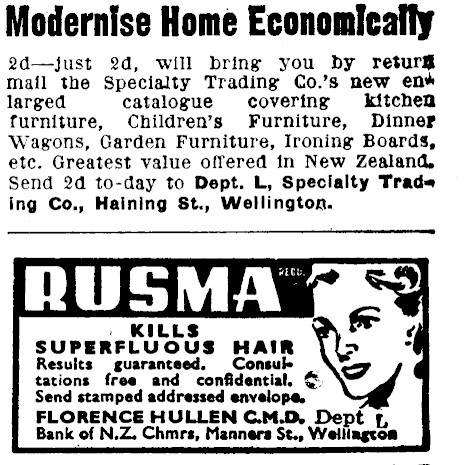 Modernise Home Economically
2d—just 2d, will bring you by return
mail the Specialty Trading Co.'s new en-
larged catalogue covering kitchen
furniture, Children's Furniture, Dinner
Wagons, Garden Furniture, Ironing Boards,
etc. Greatest value offered in New Zealand.
Send 2d to-day to Dept. L, Specialty Trad-
ing Co., Haining St., Wellington.
RUSMA REGD.
KILLS
SUPERFLUOUS HAIR
Results guaranteed. Consul-
tations free and confidential.
Send stamped addressed envelope.
FLORENCE HULLEN C.M.D. Dept L
Bank of N.Z. Chmrs, Manners St., Wellington